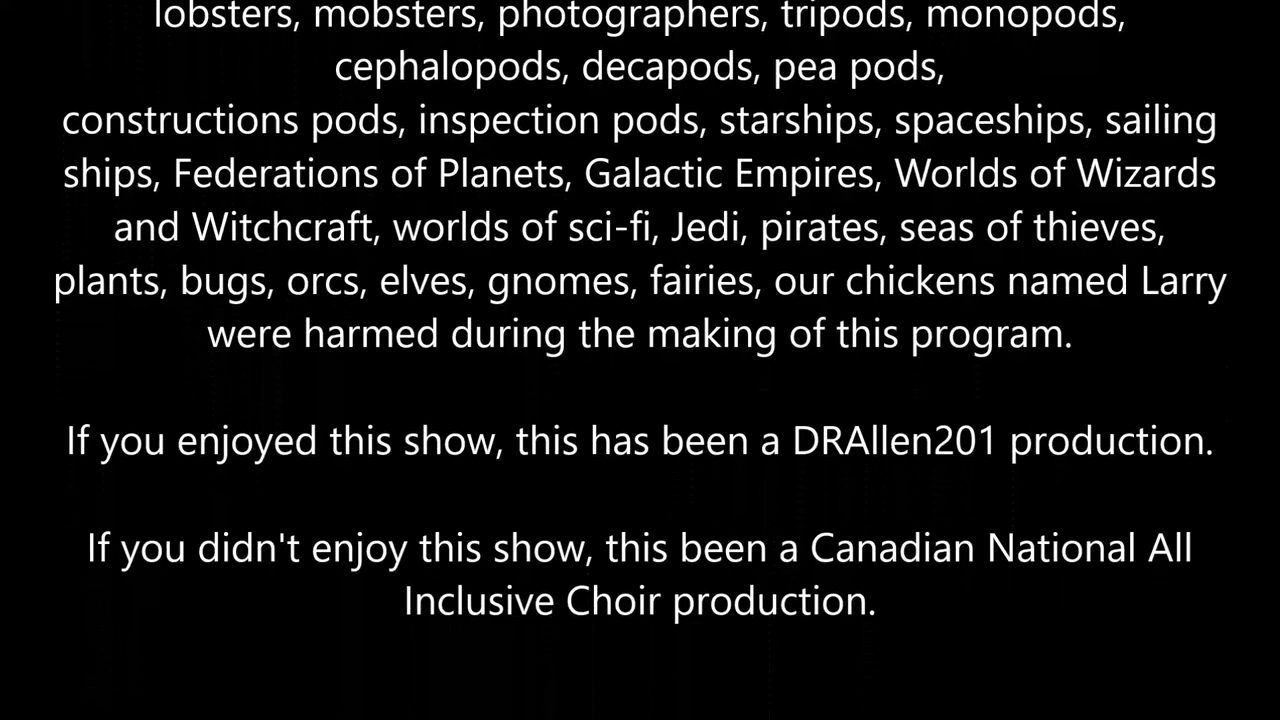 lobsters, mobsters, photographers, tripods, monopods,
cephalopods, decapods, pea pods,
constructions pods, inspection pods, starships, spaceships, sailing
ships, Federations of Planets, Galactic Empires, Worlds of Wizards
and Witchcraft, worlds of sci-fi, Jedi, pirates, seas of thieves,
plants, bugs, orcs, elves, gnomes, fairies, our chickens named Larry
were harmed during the making of this program.
If you enjoyed this show, this has been a DRAllen201 production.
If you didn't enjoy this show, this been a Canadian National All
Inclusive Choir production.